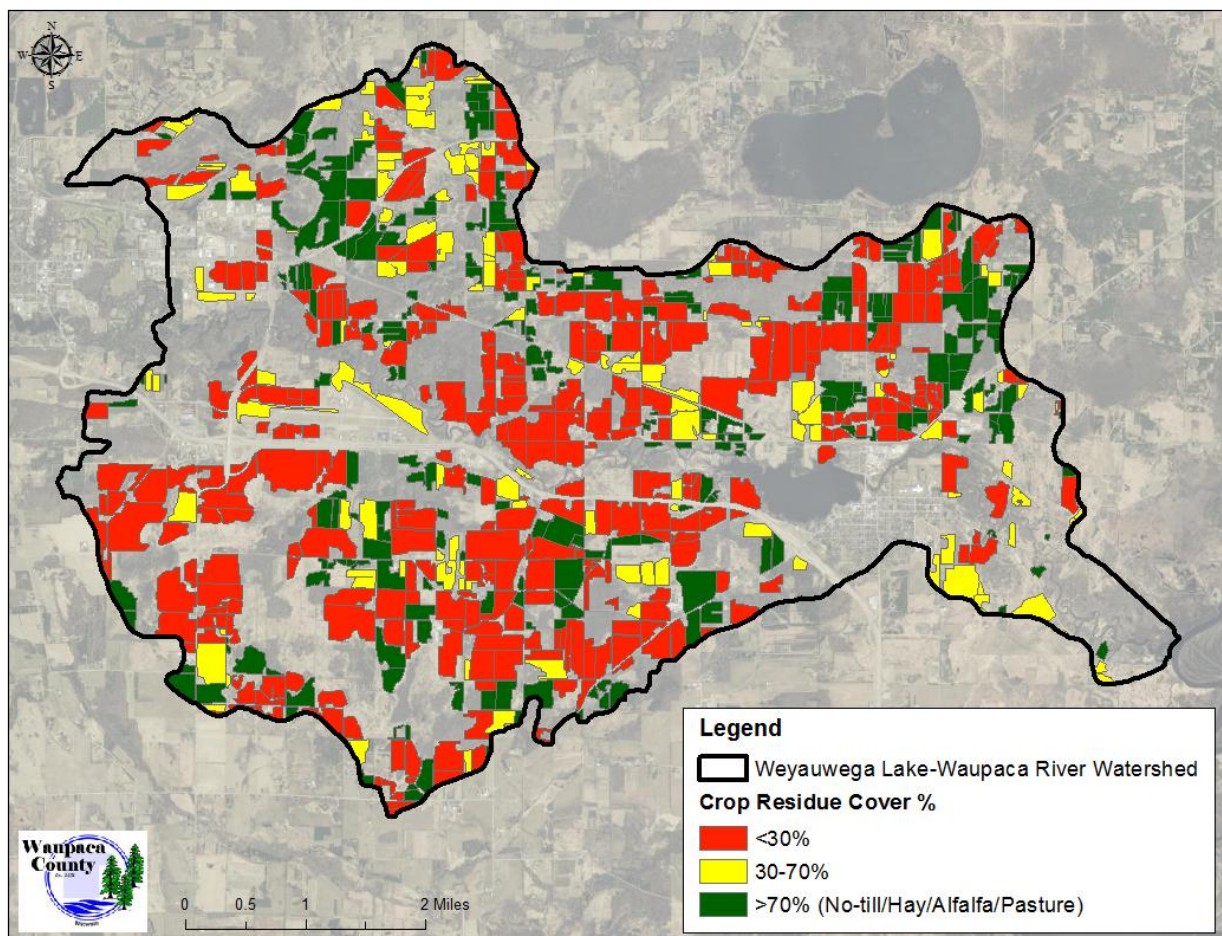 N
W E
S
Legend
Weyauwega Lake-Waupaca River Watershed
Crop Residue Cover %
<30%
30-70%
>70% (No-till/Hay/Alfalfa/Pasture)
Waupaca
County
Wisconsin
0 0.5 1 2 Miles